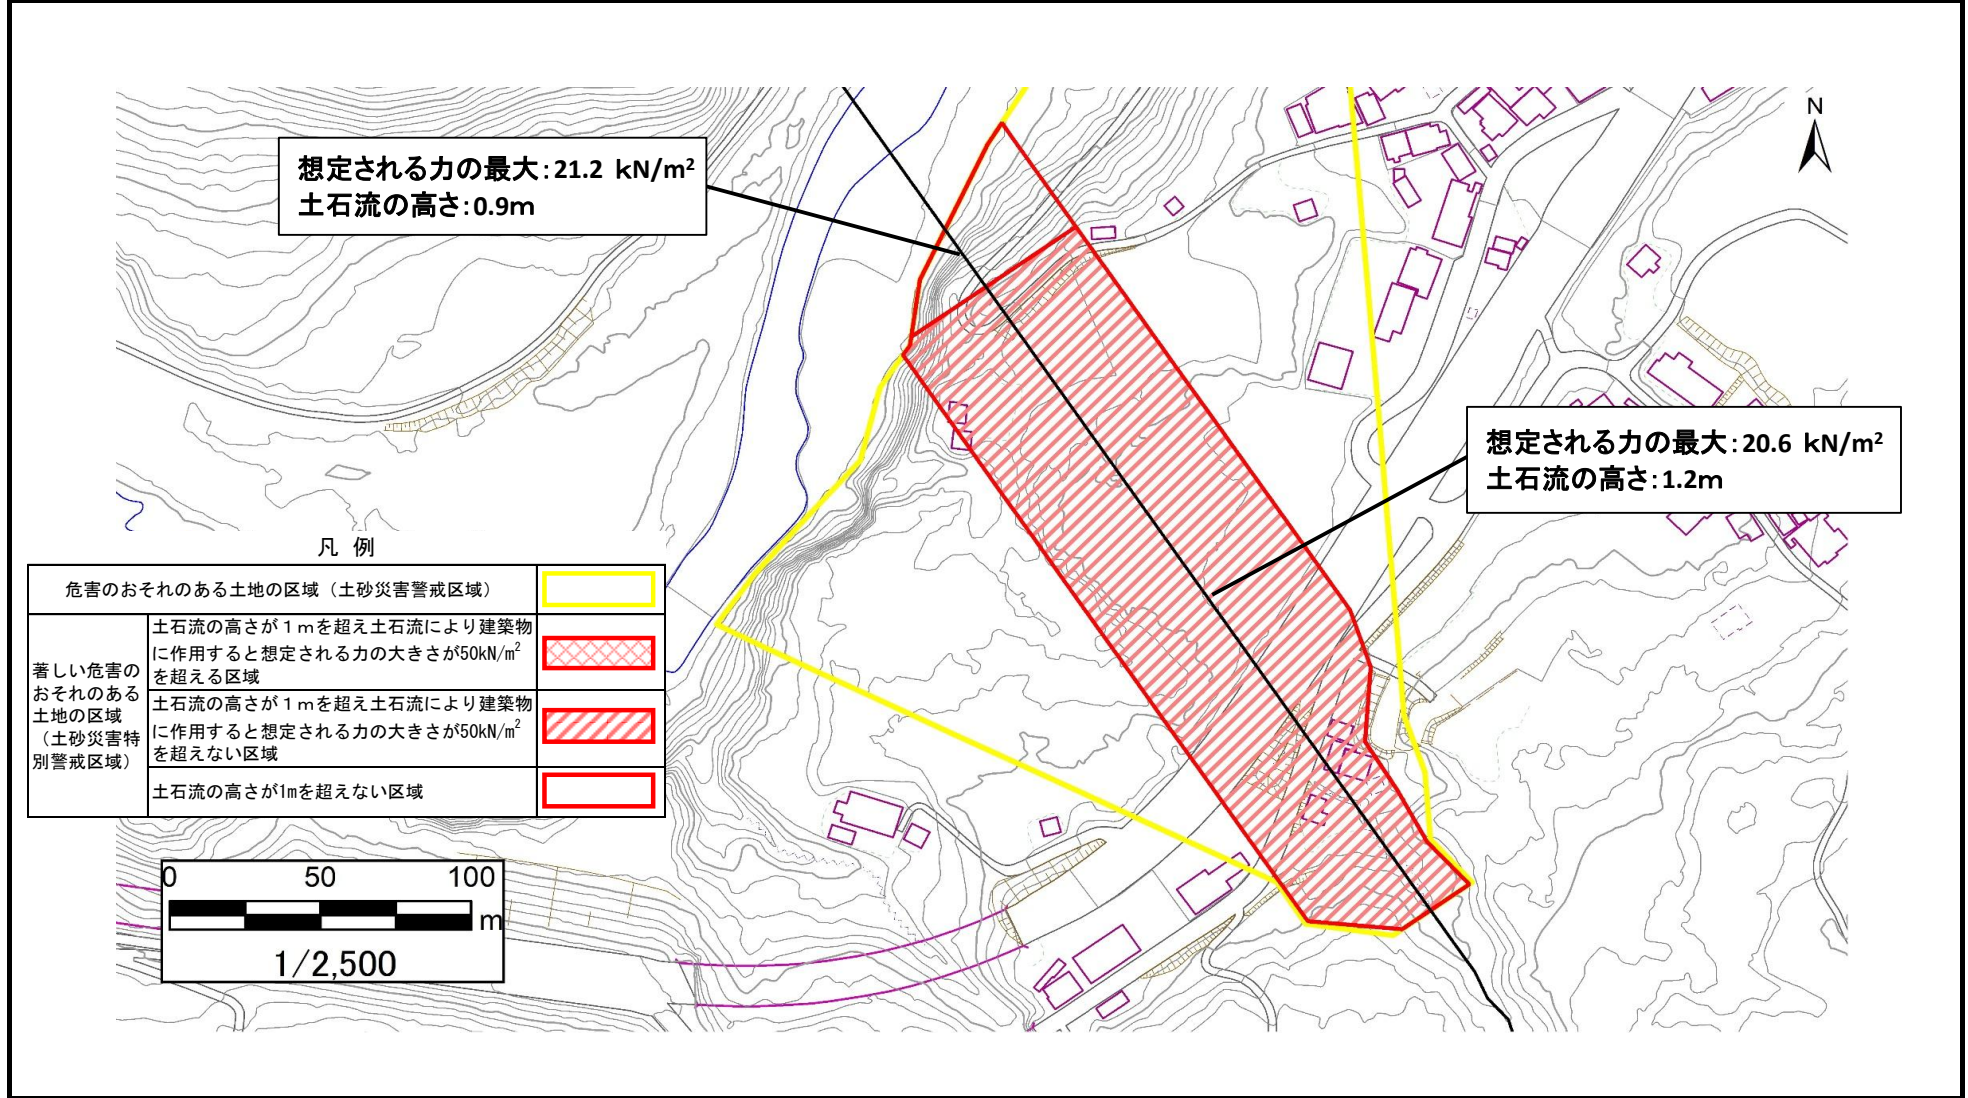 N
想定される力の最大：21.2 kN/m²
土石流の高さ：0.9m
想定される力の最大：20.6 kN/m²
土石流の高さ：1.2m
凡 例
危害のおそれのある土地の区域（土砂災害警戒区域）
著しい危害の
おそれのある
土地の区域
（土砂災害特
別警戒区域）
土石流の高さが１ｍを超え土石流により建築物
に作用すると想定される力の大きさが50kN/m²
を超える区域
土石流の高さが１ｍを超え土石流により建築物
に作用すると想定される力の大きさが50kN/m²
を超えない区域
土石流の高さが1mを超えない区域
0 50 100
m
1/2,500